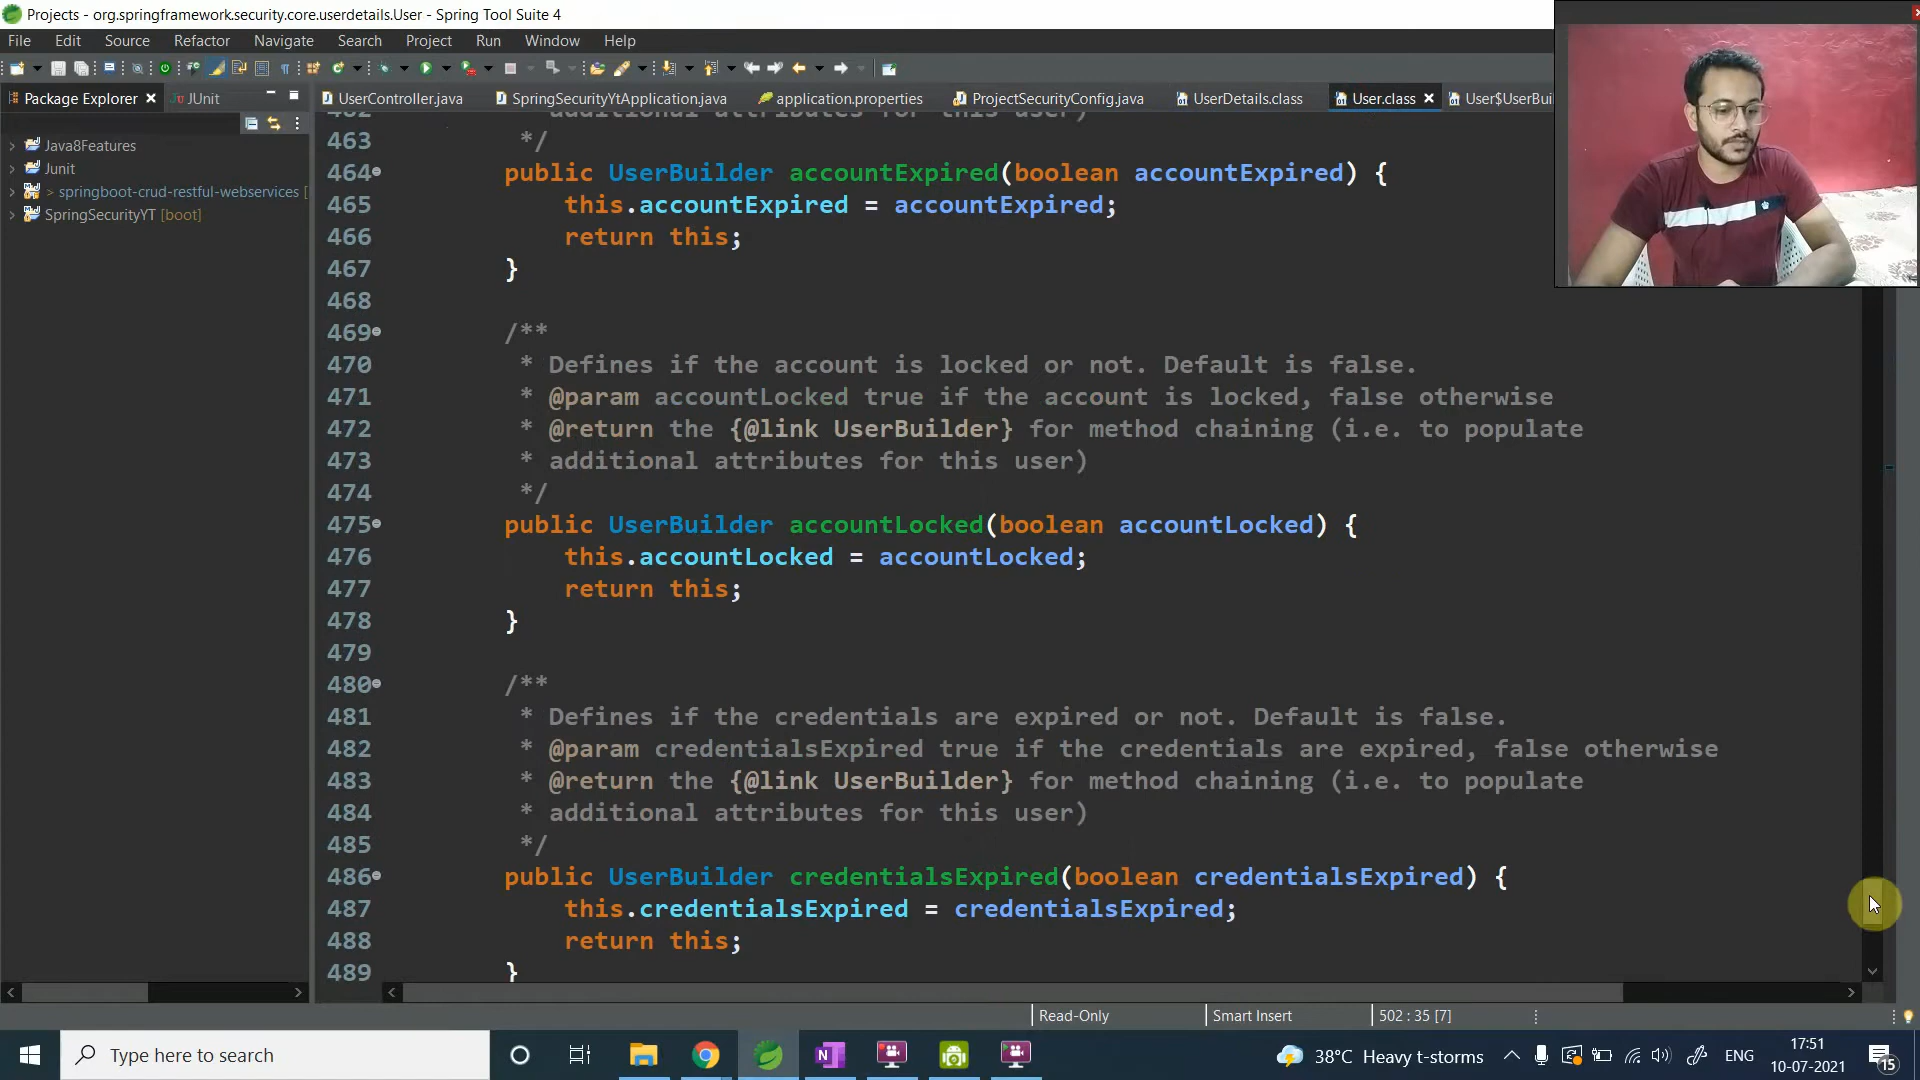 Projects - org.springframework.security.core.userdetails.User - Spring Tool Suite 4
File Edit Source Refactor Navigate Search Project Run Window Help
Package Explorer JUnit
UserController.java SpringSecurityYtApplication.java application.properties ProjectSecurityConfig.java UserDetails.class User.class User$UserBuil
Java8Features
Junit
> springboot-crud-restful-webservices [
SpringSecurityYT [boot]
462 additional attributes for this user)
463 */
464 public UserBuilder accountExpired(boolean accountExpired) {
465 this.accountExpired = accountExpired;
466 return this;
467 }
468
469 /**
470 * Defines if the account is locked or not. Default is false.
471 * @param accountLocked true if the account is locked, false otherwise
472 * @return the {@link UserBuilder} for method chaining (i.e. to populate
473 * additional attributes for this user)
474 */
475 public UserBuilder accountLocked(boolean accountLocked) {
476 this.accountLocked = accountLocked;
477 return this;
478 }
479
480 /**
481 * Defines if the credentials are expired or not. Default is false.
482 * @param credentialsExpired true if the credentials are expired, false otherwise
483 * @return the {@link UserBuilder} for method chaining (i.e. to populate
484 * additional attributes for this user)
485 */
486 public UserBuilder credentialsExpired(boolean credentialsExpired) {
487 this.credentialsExpired = credentialsExpired;
488 return this;
489 }
Read-Only Smart Insert 502 : 35 [7]
Type here to search
38°C Heavy t-storms
ENG
17:51
10-07-2021
15